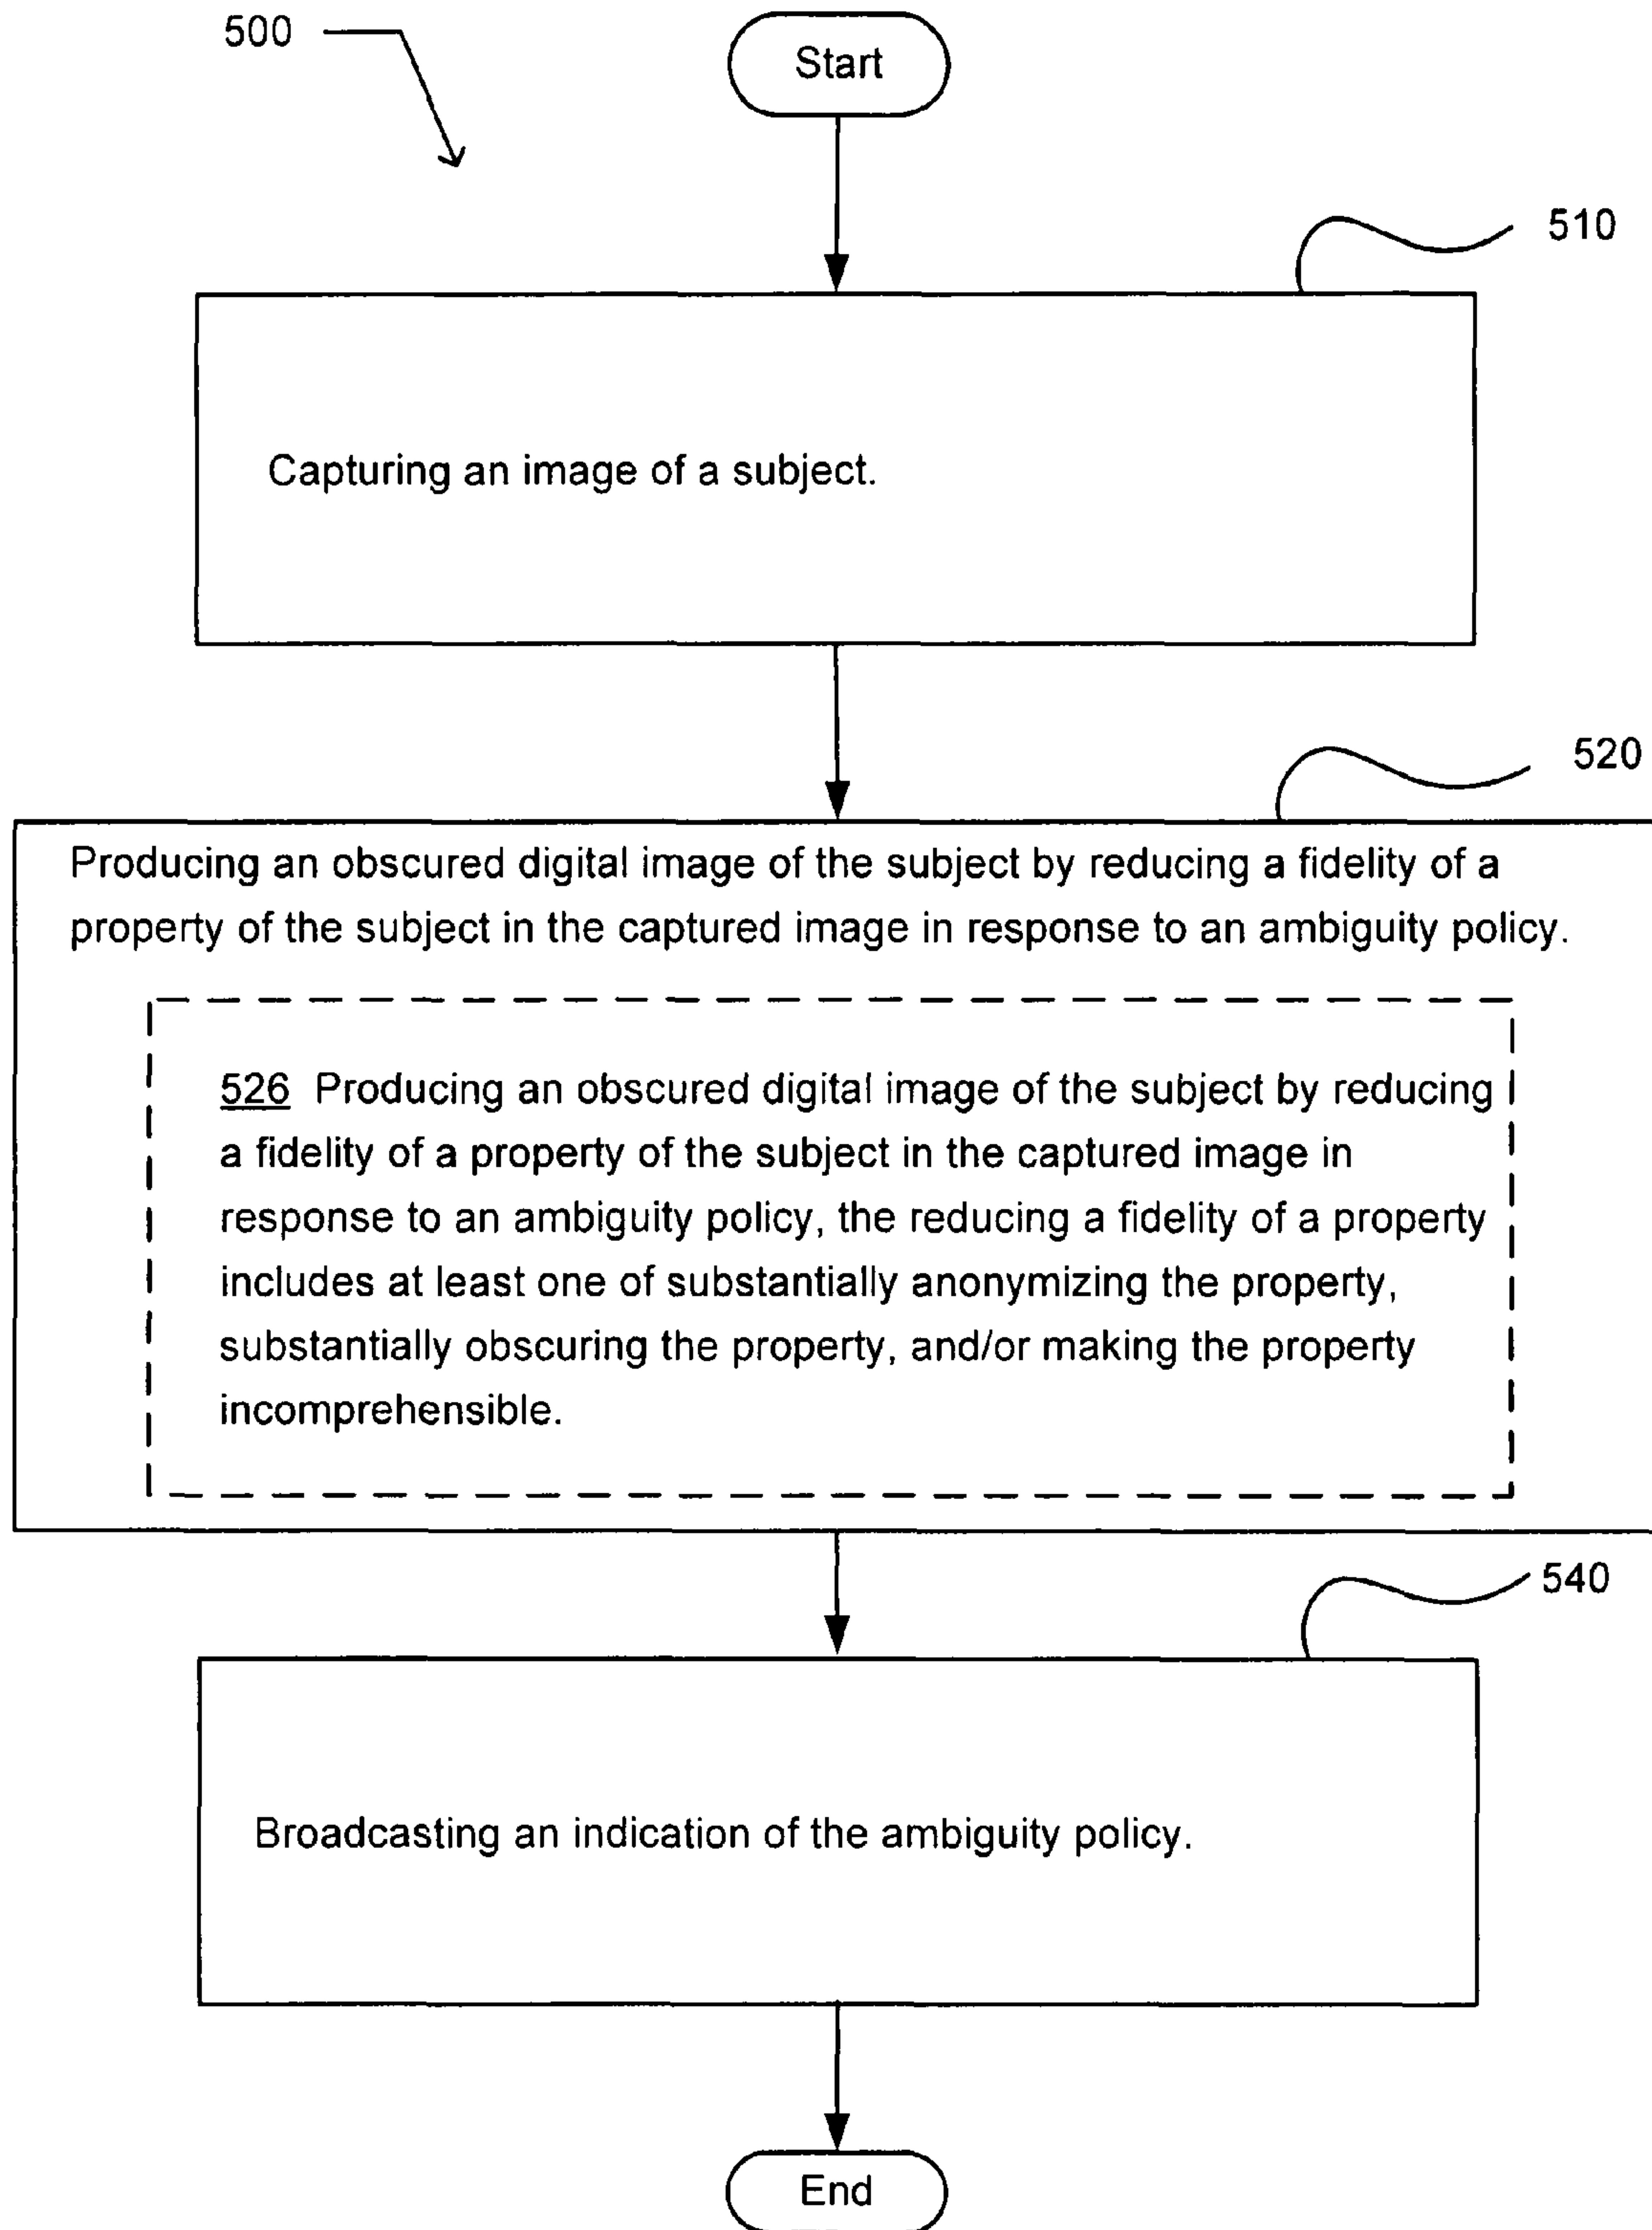 500
Start
510
Capturing an image of a subject.
520
Producing an obscured digital image of the subject by reducing a fidelity of a
property of the subject in the captured image in response to an ambiguity policy.
526 Producing an obscured digital image of the subject by reducing
a fidelity of a property of the subject in the captured image in
response to an ambiguity policy, the reducing a fidelity of a property
includes at least one of substantially anonymizing the property,
substantially obscuring the property, and/or making the property
incomprehensible.
540
Broadcasting an indication of the ambiguity policy.
End